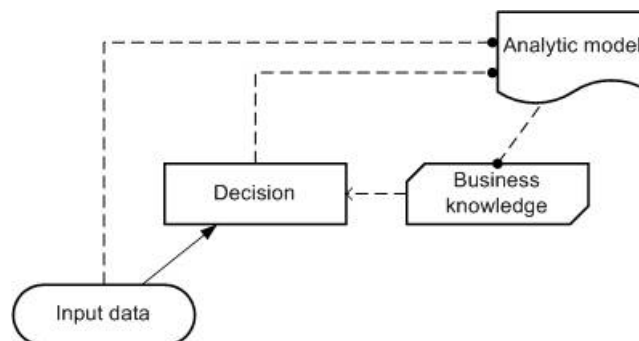 Analytic model
Decision
Business
knowledge
Input data